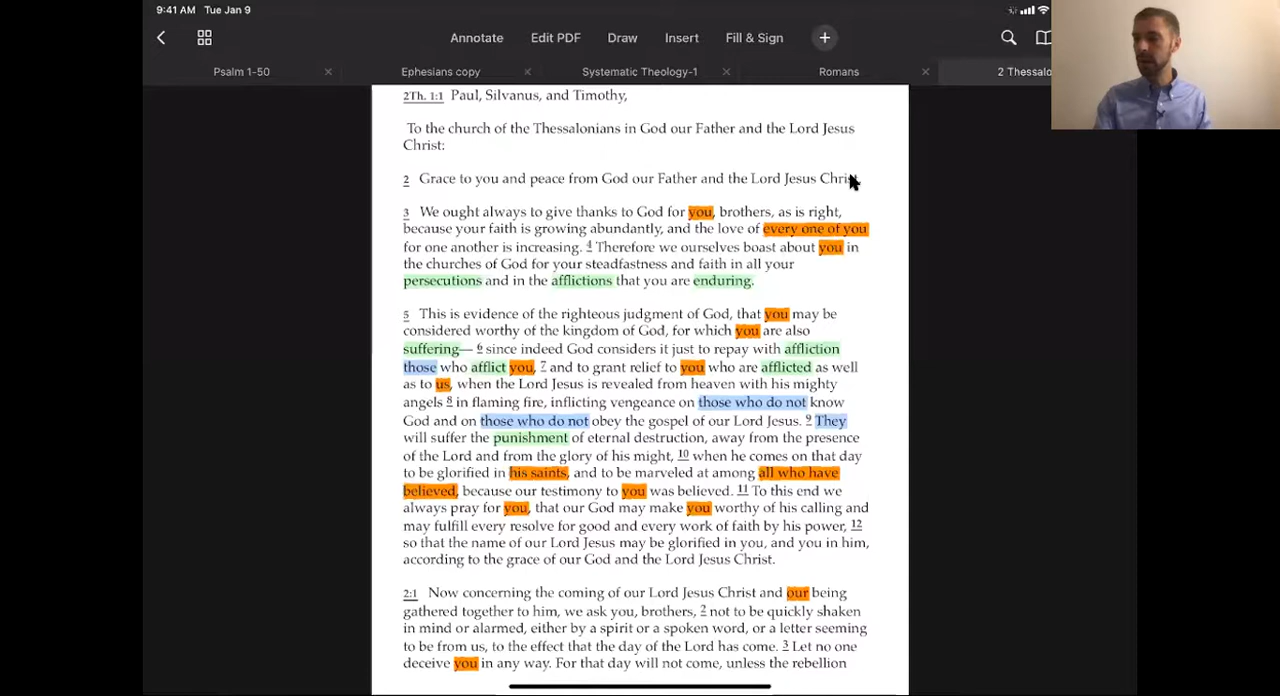 9:41 AM Tue Jan 9
Annotate Edit PDF Draw Insert Fill & Sign
Psalm 1-50 Ephesians copy Systematic Theology-1 Romans 2 Thessalo
2Th. 1:1 Paul, Silvanus, and Timothy,
To the church of the Thessalonians in God our Father and the Lord Jesus
Christ:
2 Grace to you and peace from God our Father and the Lord Jesus Christ.
3 We ought always to give thanks to God for you, brothers, as is right,
because your faith is growing abundantly, and the love of every one of you
for one another is increasing. 4 Therefore we ourselves boast about you in
the churches of God for your steadfastness and faith in all your
persecutions and in the afflictions that you are enduring.
5 This is evidence of the righteous judgment of God, that you may be
considered worthy of the kingdom of God, for which you are also
suffering— 6 since indeed God considers it just to repay with affliction
those who afflict you, 7 and to grant relief to you who are afflicted as well
as to us, when the Lord Jesus is revealed from heaven with his mighty
angels 8 in flaming fire, inflicting vengeance on those who do not know
God and on those who do not obey the gospel of our Lord Jesus. 9 They
will suffer the punishment of eternal destruction, away from the presence
of the Lord and from the glory of his might, 10 when he comes on that day
to be glorified in his saints, and to be marveled at among all who have
believed, because our testimony to you was believed. 11 To this end we
always pray for you, that our God may make you worthy of his calling and
may fulfill every resolve for good and every work of faith by his power, 12
so that the name of our Lord Jesus may be glorified in you, and you in him,
according to the grace of our God and the Lord Jesus Christ.
2:1 Now concerning the coming of our Lord Jesus Christ and our being
gathered together to him, we ask you, brothers, 2 not to be quickly shaken
in mind or alarmed, either by a spirit or a spoken word, or a letter seeming
to be from us, to the effect that the day of the Lord has come. 3 Let no one
deceive you in any way. For that day will not come, unless the rebellion